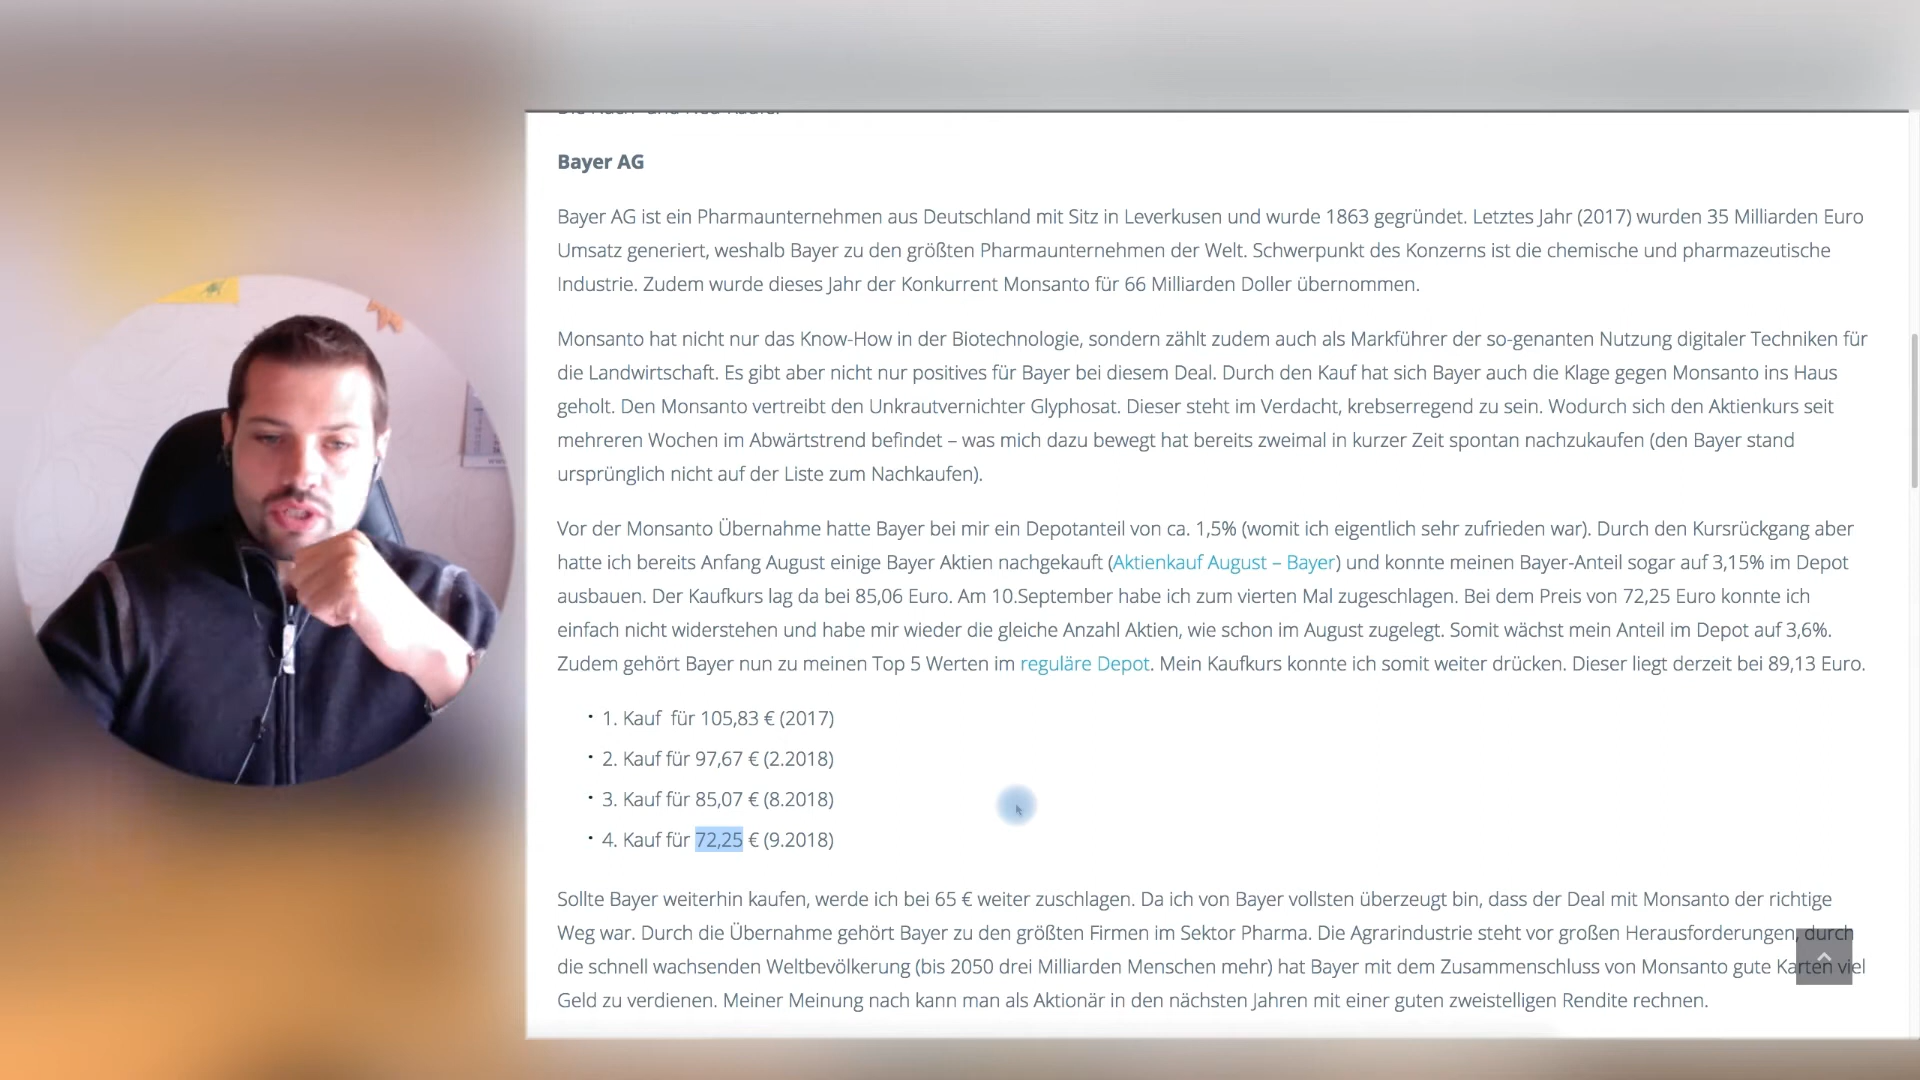 Bayer AG
Bayer AG ist ein Pharmaunternehmen aus Deutschland mit Sitz in Leverkusen und wurde 1863 gegründet. Letztes Jahr (2017) wurden 35 Milliarden Euro
Umsatz generiert, weshalb Bayer zu den größten Pharmaunternehmen der Welt. Schwerpunkt des Konzerns ist die chemische und pharmazeutische
Industrie. Zudem wurde dieses Jahr der Konkurrent Monsanto für 66 Milliarden Doller übernommen.
Monsanto hat nicht nur das Know-How in der Biotechnologie, sondern zählt zudem auch als Markführer der so-genanten Nutzung digitaler Techniken für
die Landwirtschaft. Es gibt aber nicht nur positives für Bayer bei diesem Deal. Durch den Kauf hat sich Bayer auch die Klage gegen Monsanto ins Haus
geholt. Den Monsanto vertreibt den Unkrautvernichter Glyphosat. Dieser steht im Verdacht, krebserregend zu sein. Wodurch sich den Aktienkurs seit
mehreren Wochen im Abwärtstrend befindet – was mich dazu bewegt hat bereits zweimal in kurzer Zeit spontan nachzukaufen (den Bayer stand
ursprünglich nicht auf der Liste zum Nachkaufen).
Vor der Monsanto Übernahme hatte Bayer bei mir ein Depotanteil von ca. 1,5% (womit ich eigentlich sehr zufrieden war). Durch den Kursrückgang aber
hatte ich bereits Anfang August einige Bayer Aktien nachgekauft (Aktienkauf August – Bayer) und konnte meinen Bayer-Anteil sogar auf 3,15% im Depot
ausbauen. Der Kaufkurs lag da bei 85,06 Euro. Am 10.September habe ich zum vierten Mal zugeschlagen. Bei dem Preis von 72,25 Euro konnte ich
einfach nicht widerstehen und habe mir wieder die gleiche Anzahl Aktien, wie schon im August zugelegt. Somit wächst mein Anteil im Depot auf 3,6%.
Zudem gehört Bayer nun zu meinen Top 5 Werten im reguläre Depot. Mein Kaufkurs konnte ich somit weiter drücken. Dieser liegt derzeit bei 89,13 Euro.
• 1. Kauf für 105,83 € (2017)
• 2. Kauf für 97,67 € (2.2018)
• 3. Kauf für 85,07 € (8.2018)
• 4. Kauf für 72,25 € (9.2018)
Sollte Bayer weiterhin kaufen, werde ich bei 65 € weiter zuschlagen. Da ich von Bayer vollsten überzeugt bin, dass der Deal mit Monsanto der richtige
Weg war. Durch die Übernahme gehört Bayer zu den größten Firmen im Sektor Pharma. Die Agrarindustrie steht vor großen Herausforderungen, durch
die schnell wachsenden Weltbevölkerung (bis 2050 drei Milliarden Menschen mehr) hat Bayer mit dem Zusammenschluss von Monsanto gute Karten viel
Geld zu verdienen. Meiner Meinung nach kann man als Aktionär in den nächsten Jahren mit einer guten zweistelligen Rendite rechnen.